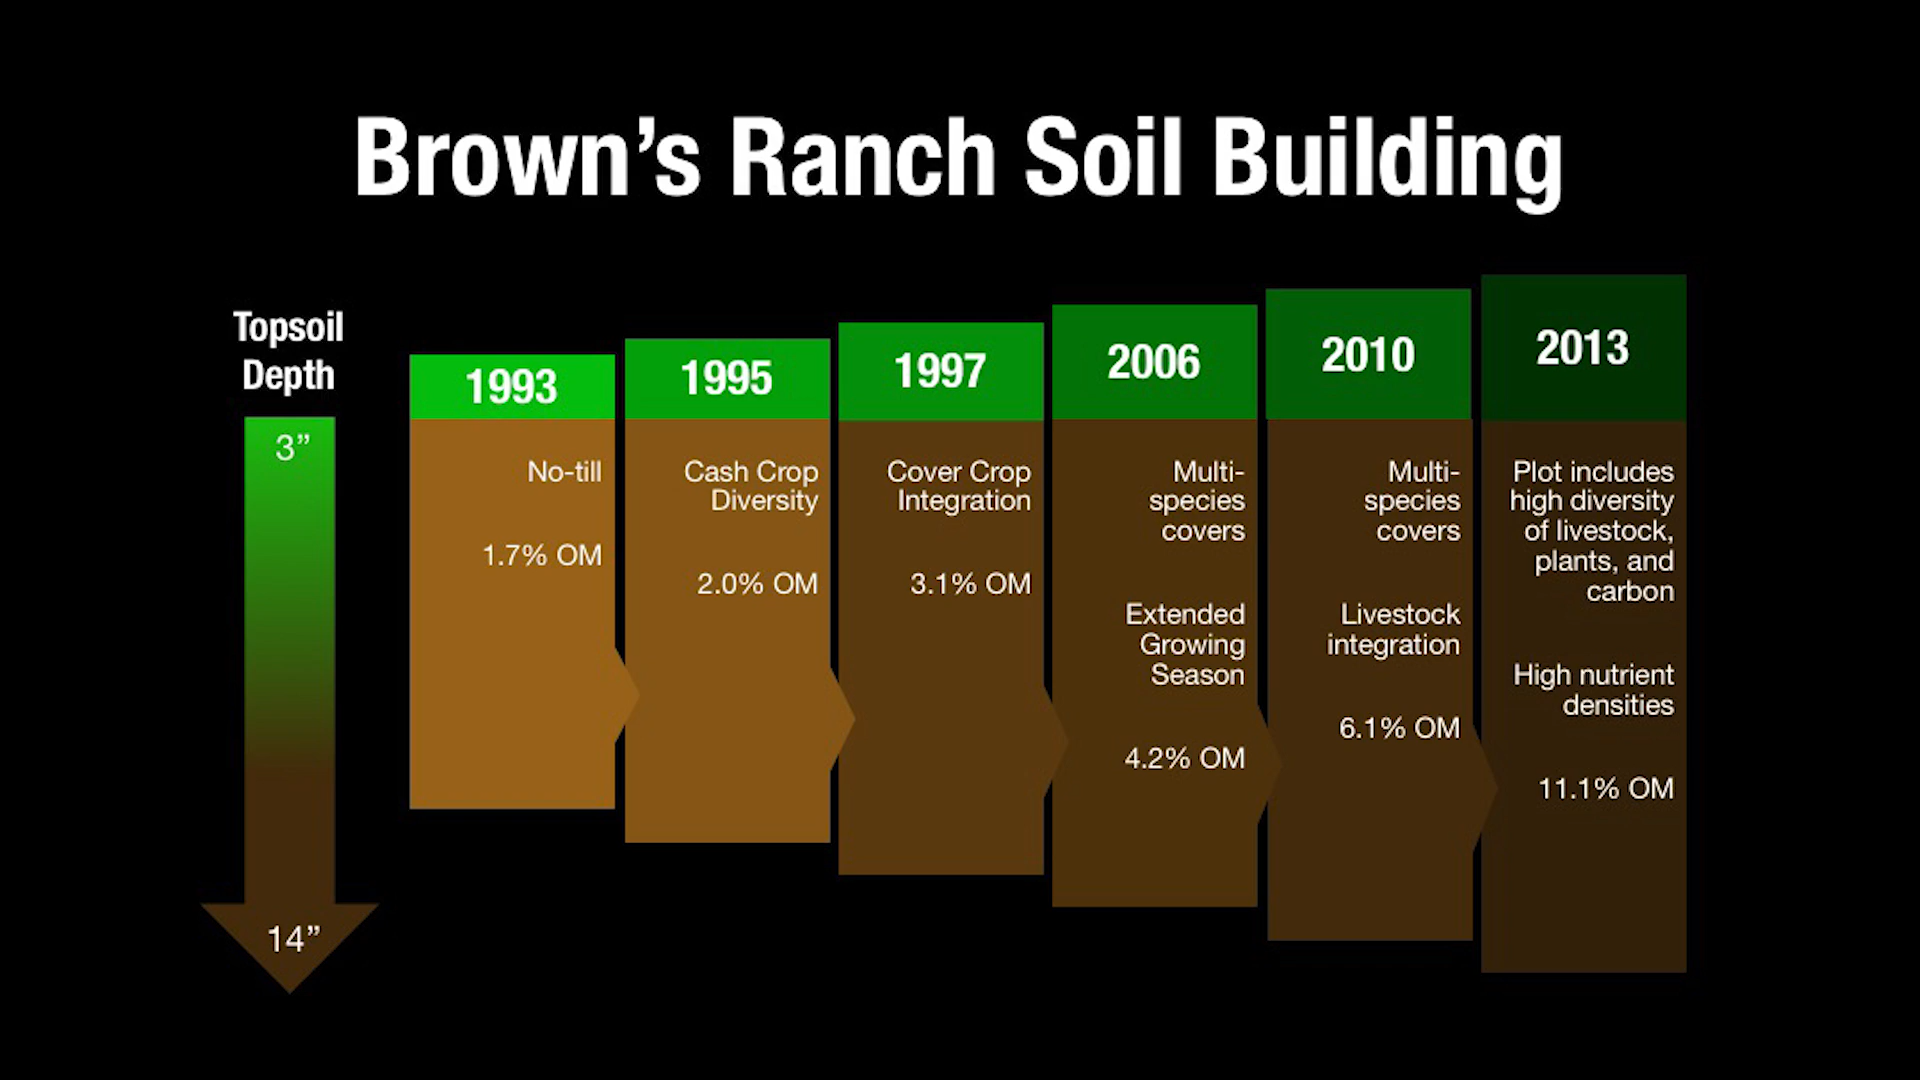 Brown’s Ranch Soil Building
Topsoil
Depth
3”
14”
1993
No-till
1.7% OM
1995
Cash Crop
Diversity
2.0% OM
1997
Cover Crop
Integration
3.1% OM
2006
Multi-
species
covers
Extended
Growing
Season
4.2% OM
2010
Multi-
species
covers
Livestock
integration
6.1% OM
2013
Plot includes
high diversity
of livestock,
plants, and
carbon
High nutrient
densities
11.1% OM